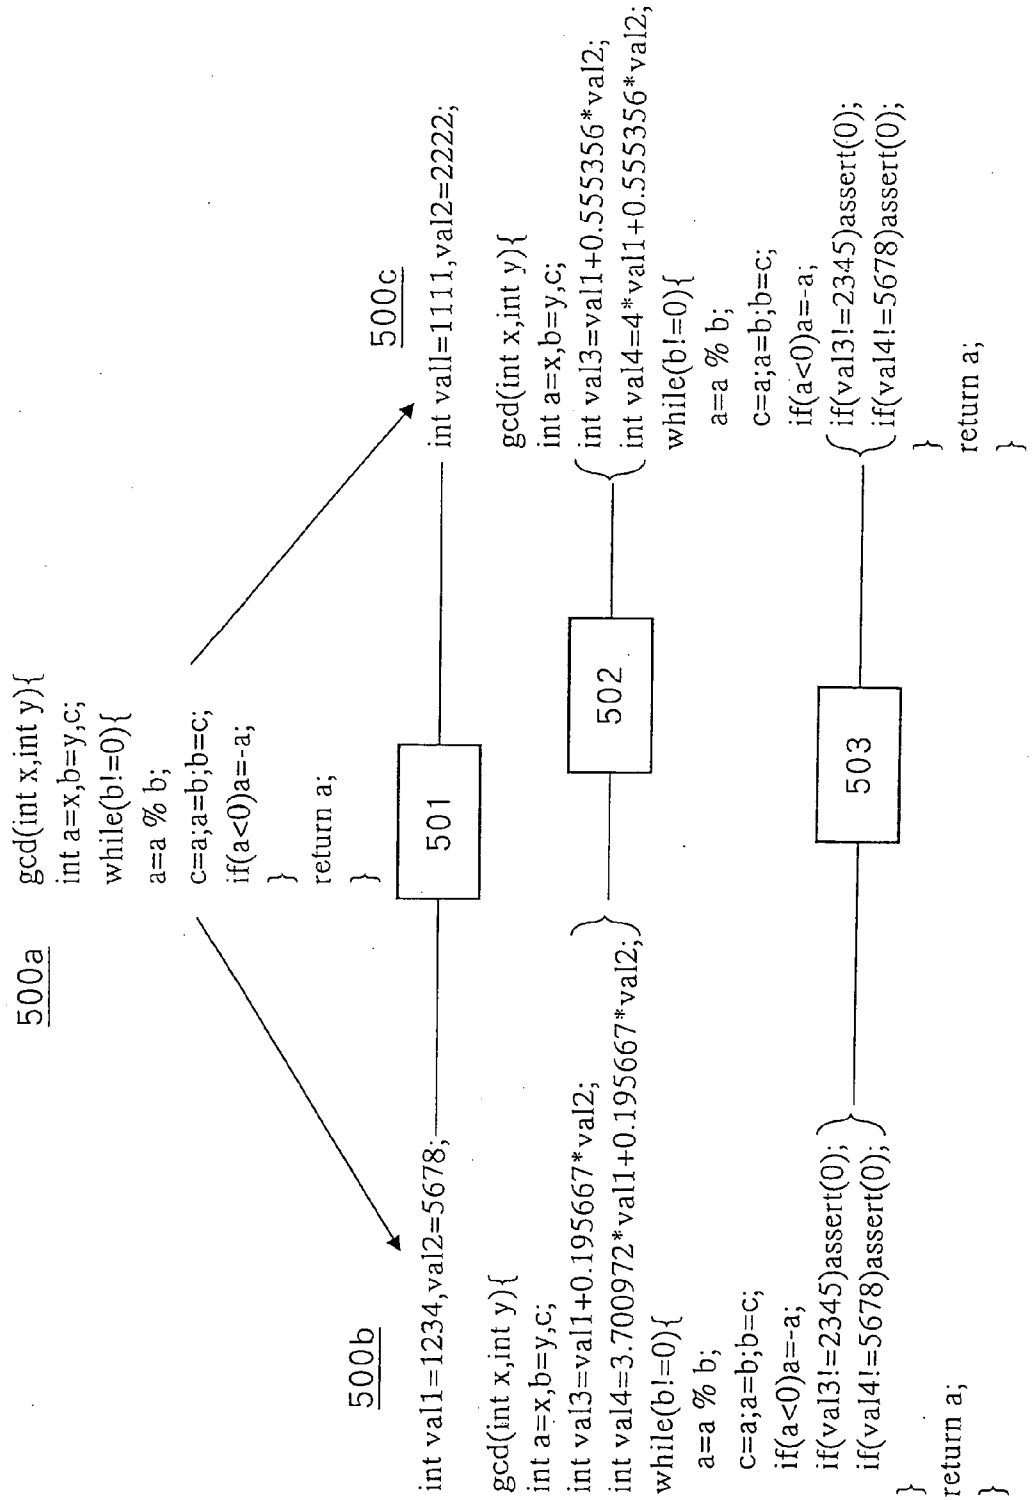 500a
gcd(int x,int y){
int a=x,b=y,c;
while(b!=0){
a=a % b;
c=a;a=b;b=c;
if(a<0)a=-a;
}
return a;
}
500b
int val1=1234,val2=5678;
gcd(int x,int y){
int a=x,b=y,c;
int val3=val1+0.195667*val2;
int val4=3.700972*val1+0.195667*val2;
while(b!=0){
a=a % b;
c=a;a=b;b=c;
if(a<0)a=-a;
if(val3!=2345)assert(0);
if(val4!=5678)assert(0);
}
return a;
}
501
502
503
500c
int val1=1111,val2=2222;
gcd(int x,int y){
int a=x,b=y,c;
int val3=val1+0.555356*val2;
int val4=4*val1+0.555356*val2;
while(b!=0){
a=a % b;
c=a;a=b;b=c;
if(a<0)a=-a;
if(val3!=2345)assert(0);
if(val4!=5678)assert(0);
}
return a;
}